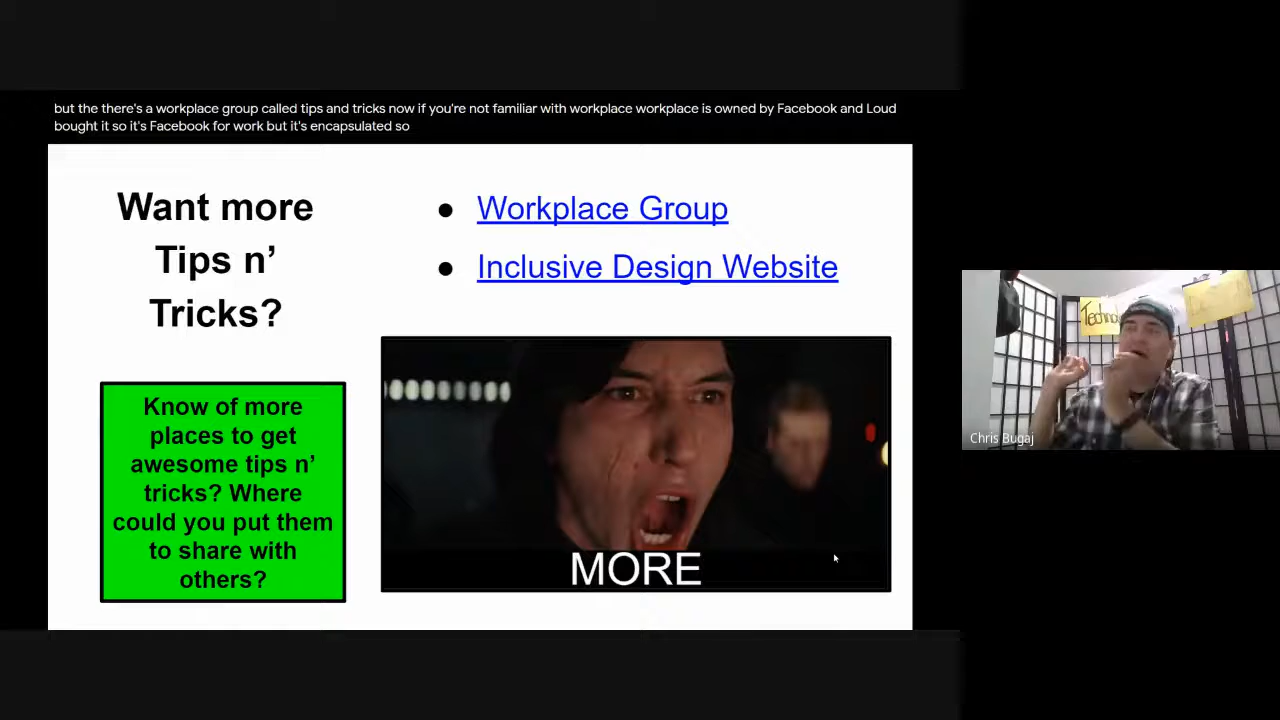 but the there's a workplace group called tips and tricks now if you're not familiar with workplace workplace is owned by Facebook and Loud
bought it so it's Facebook for work but it's encapsulated so
Want more
Tips n’
Tricks?
● Workplace Group
● Inclusive Design Website
Know of more
places to get
awesome tips n’
tricks? Where
could you put them
to share with
others?
MORE
Chris Bugaj